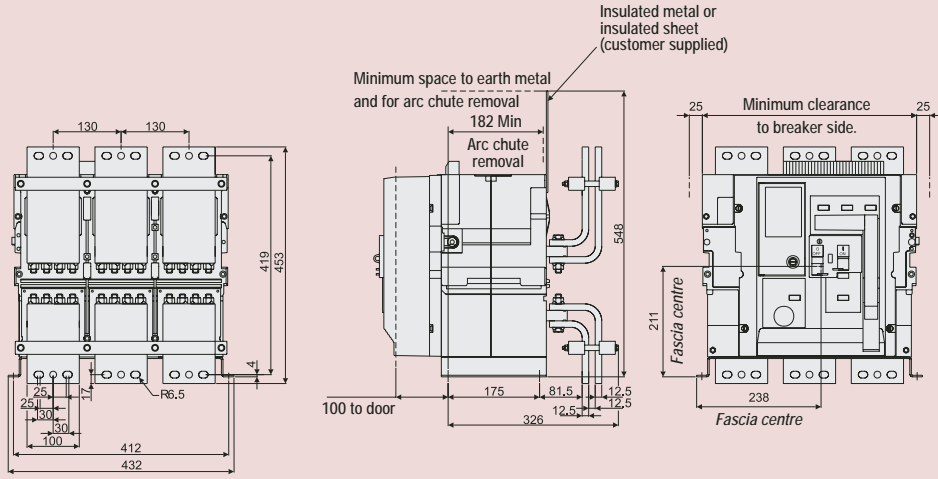 Insulated metal or
insulated sheet
(customer supplied)
Minimum space to earth metal
and for arc chute removal
182 Min
Arc chute
removal
25
Minimum clearance
to breaker side.
25
130
130
419
453
548
OFF
ON
211
Fascia centre
4
17
R6.5
25
25
30
30
100
412
432
100 to door
175
81.5
12.5
12.5
12.5
326
238
Fascia centre